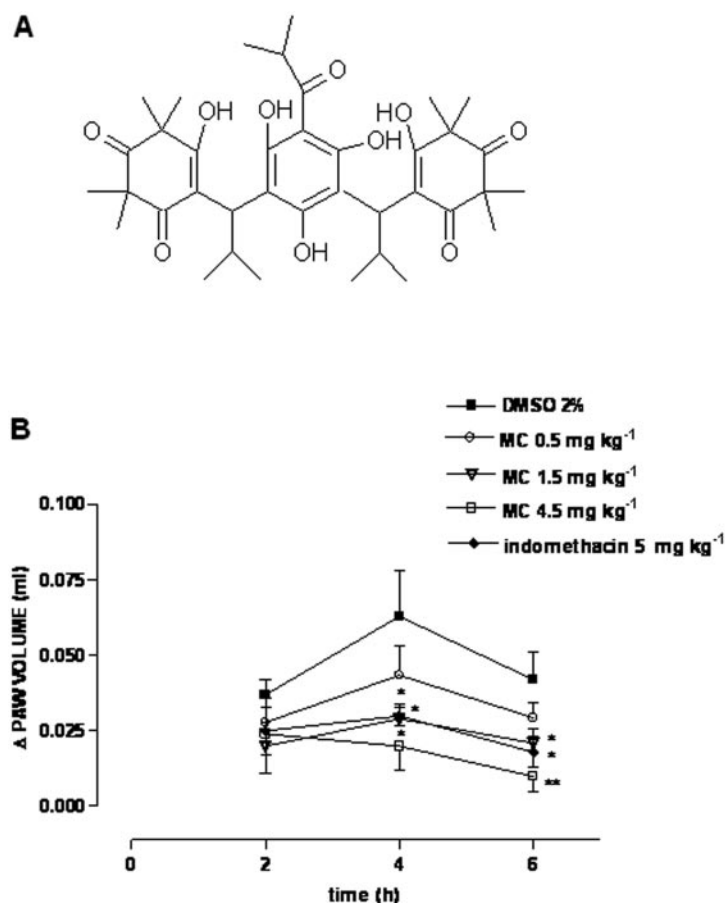 A
O
OH
OH
O
HO
OH
O
O
O
OH
B
DMSO 2%
MC 0.5 mg kg⁻¹
MC 1.5 mg kg⁻¹
MC 4.5 mg kg⁻¹
indomethacin 5 mg kg⁻¹
Δ PAW VOLUME (ml)
0.100
0.075
0.050
0.025
0.000
*
*
*
*
*
**
0
2
4
6
time (h)